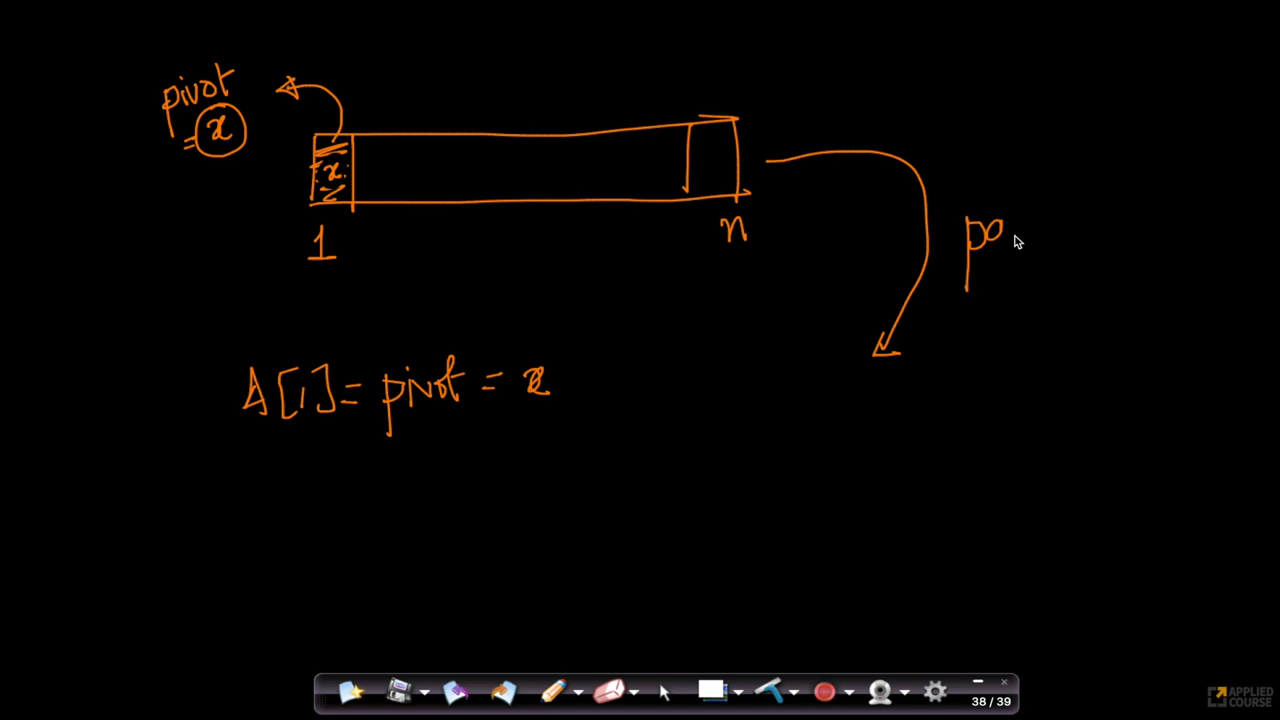 pivot
= x
x
1
n
po
A[1] = pivot = x
38 / 39
APPLIED
COURSE